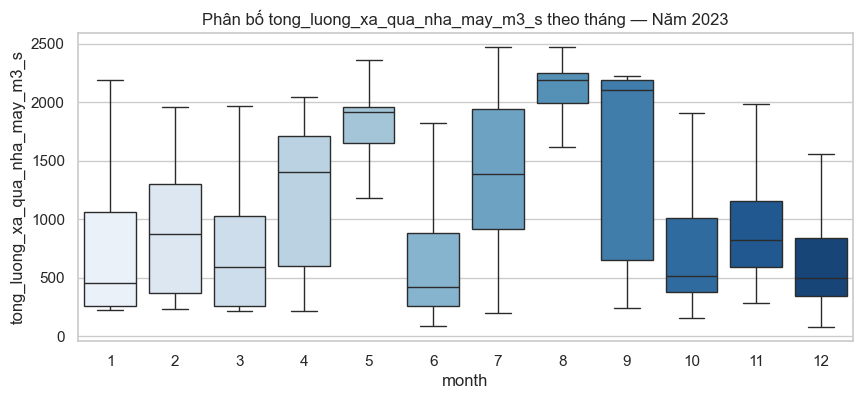 Phân bố tong_luong_xa_qua_nha_may_m3_s theo tháng — Năm 2023
tong_luong_xa_qua_nha_may_m3_s
2500
2000
1500
1000
500
0
1 2 3 4 5 6 7 8 9 10 11 12
month